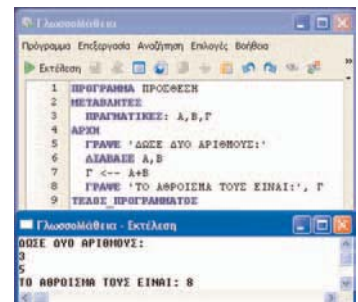 ΓλωσσοΜάθεια
Πρόγραμμα Επεξεργασία Αναζήτηση Επιλογές Βοήθεια
Εκτέλεση
1 ΠΡΟΓΡΑΜΜΑ ΠΡΟΣΘΕΣΗ
2 ΜΕΤΑΒΛΗΤΕΣ
3 ΠΡΑΓΜΑΤΙΚΕΣ: Α,Β,Γ
4 ΑΡΧΗ
5 ΓΡΑΨΕ 'ΔΩΣΕ ΔΥΟ ΑΡΙΘΜΟΥΣ:'
6 ΔΙΑΒΑΣΕ Α,Β
7 Γ <-- Α+Β
8 ΓΡΑΨΕ 'ΤΟ ΑΘΡΟΙΣΜΑ ΤΟΥΣ ΕΙΝΑΙ:', Γ
9 ΤΕΛΟΣ_ΠΡΟΓΡΑΜΜΑΤΟΣ
ΓλωσσοΜάθεια - Εκτέλεση
ΔΩΣΕ ΔΥΟ ΑΡΙΘΜΟΥΣ:
3
5
ΤΟ ΑΘΡΟΙΣΜΑ ΤΟΥΣ ΕΙΝΑΙ: 8